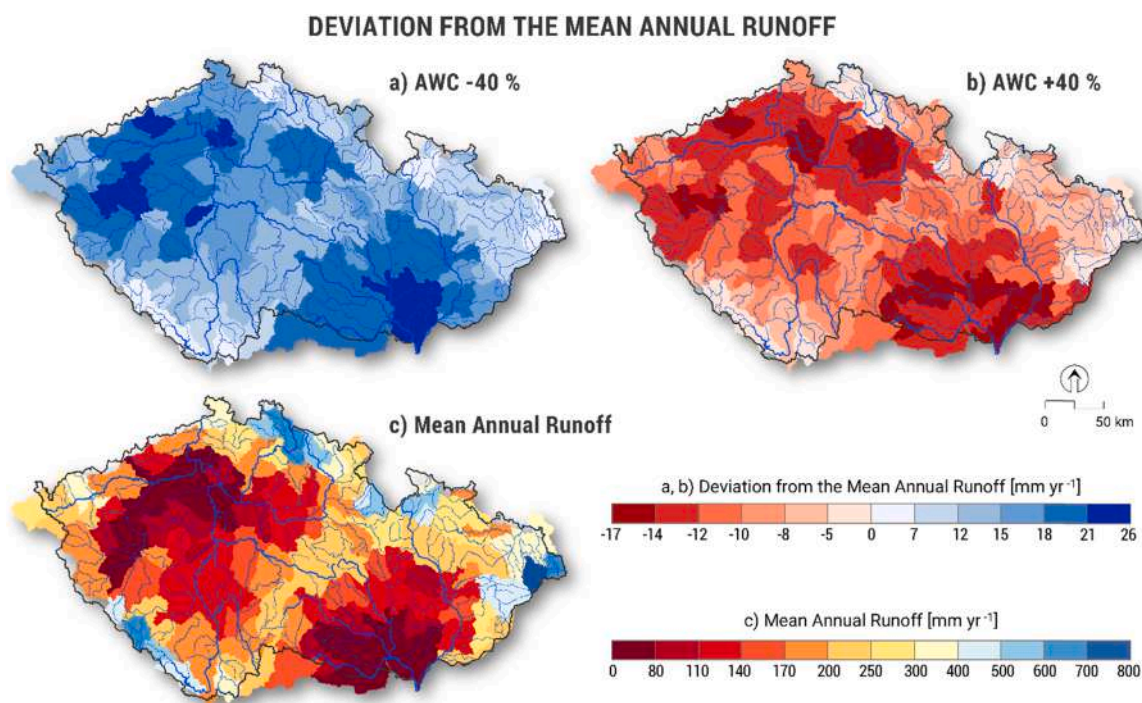 DEVIATION FROM THE MEAN ANNUAL RUNOFF
a) AWC -40 %
b) AWC +40 %
0 50 km
c) Mean Annual Runoff
a, b) Deviation from the Mean Annual Runoff [mm yr⁻¹]
-17 -14 -12 -10 -8 -5 0 7 12 15 18 21 26
c) Mean Annual Runoff [mm yr⁻¹]
0 80 110 140 170 200 250 300 400 500 600 700 800